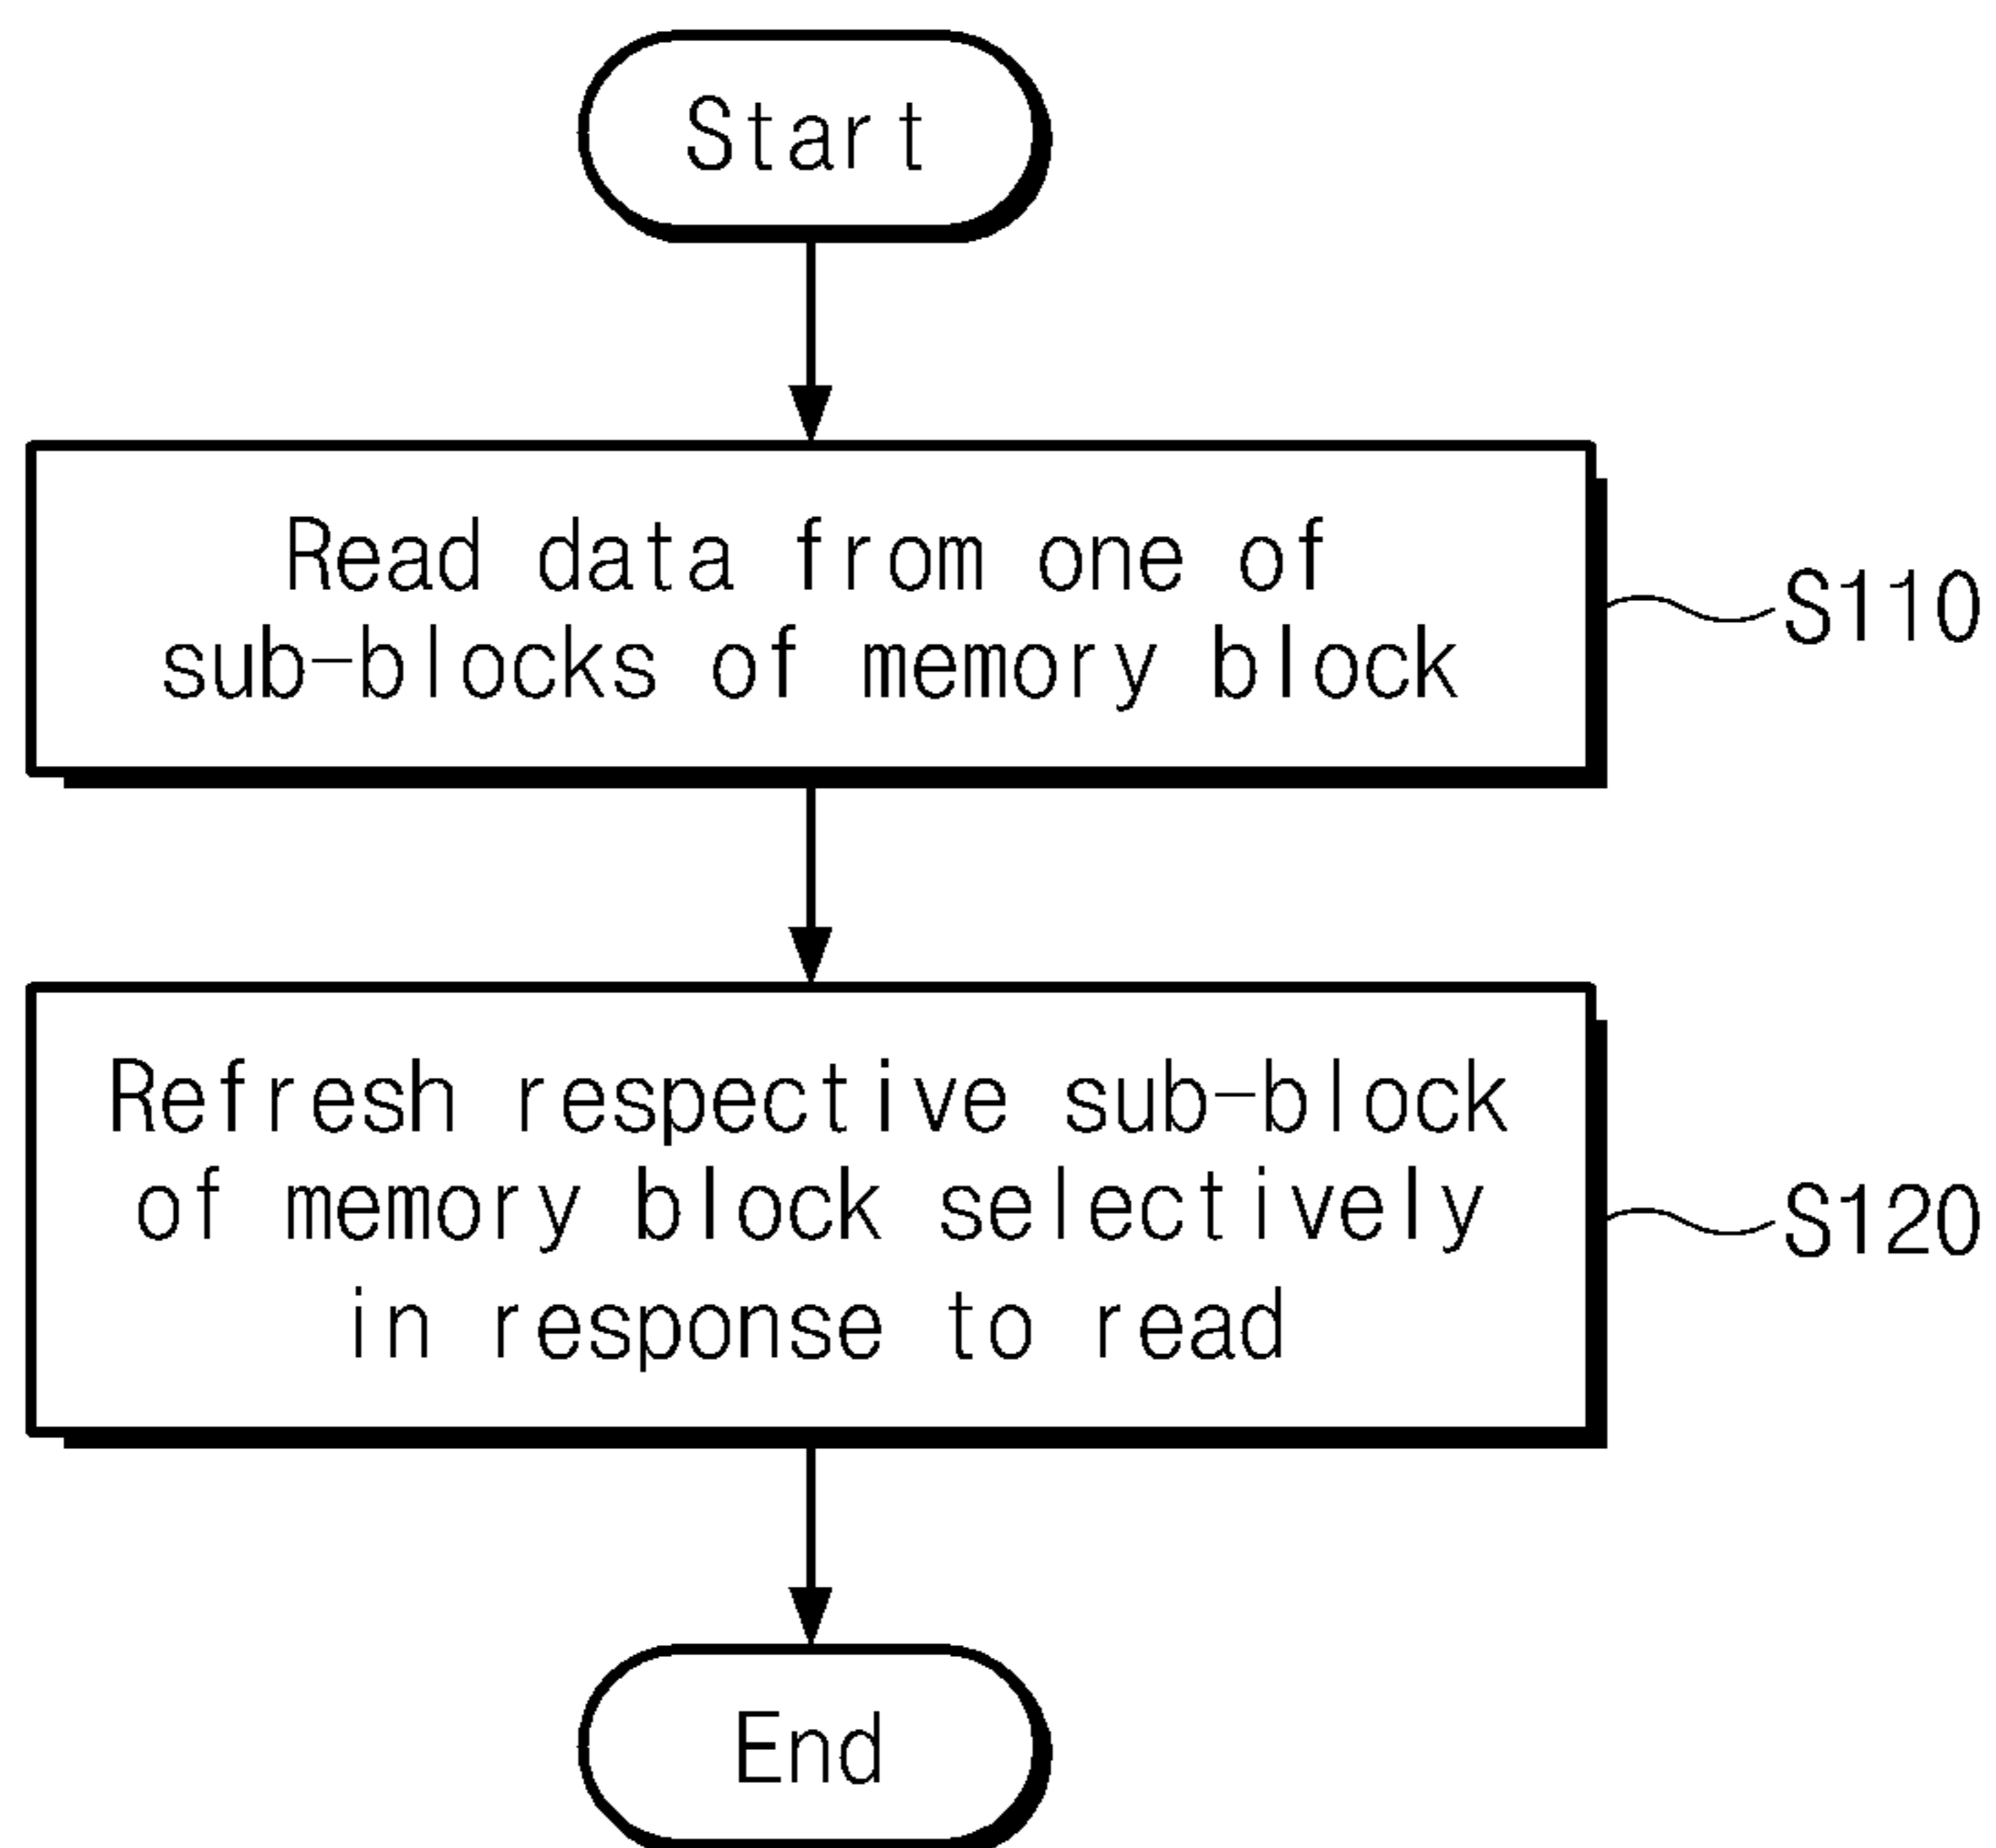 Start
Read data from one of
sub-blocks of memory block
S110
Refresh respective sub-block
of memory block selectively
in response to read
S120
End